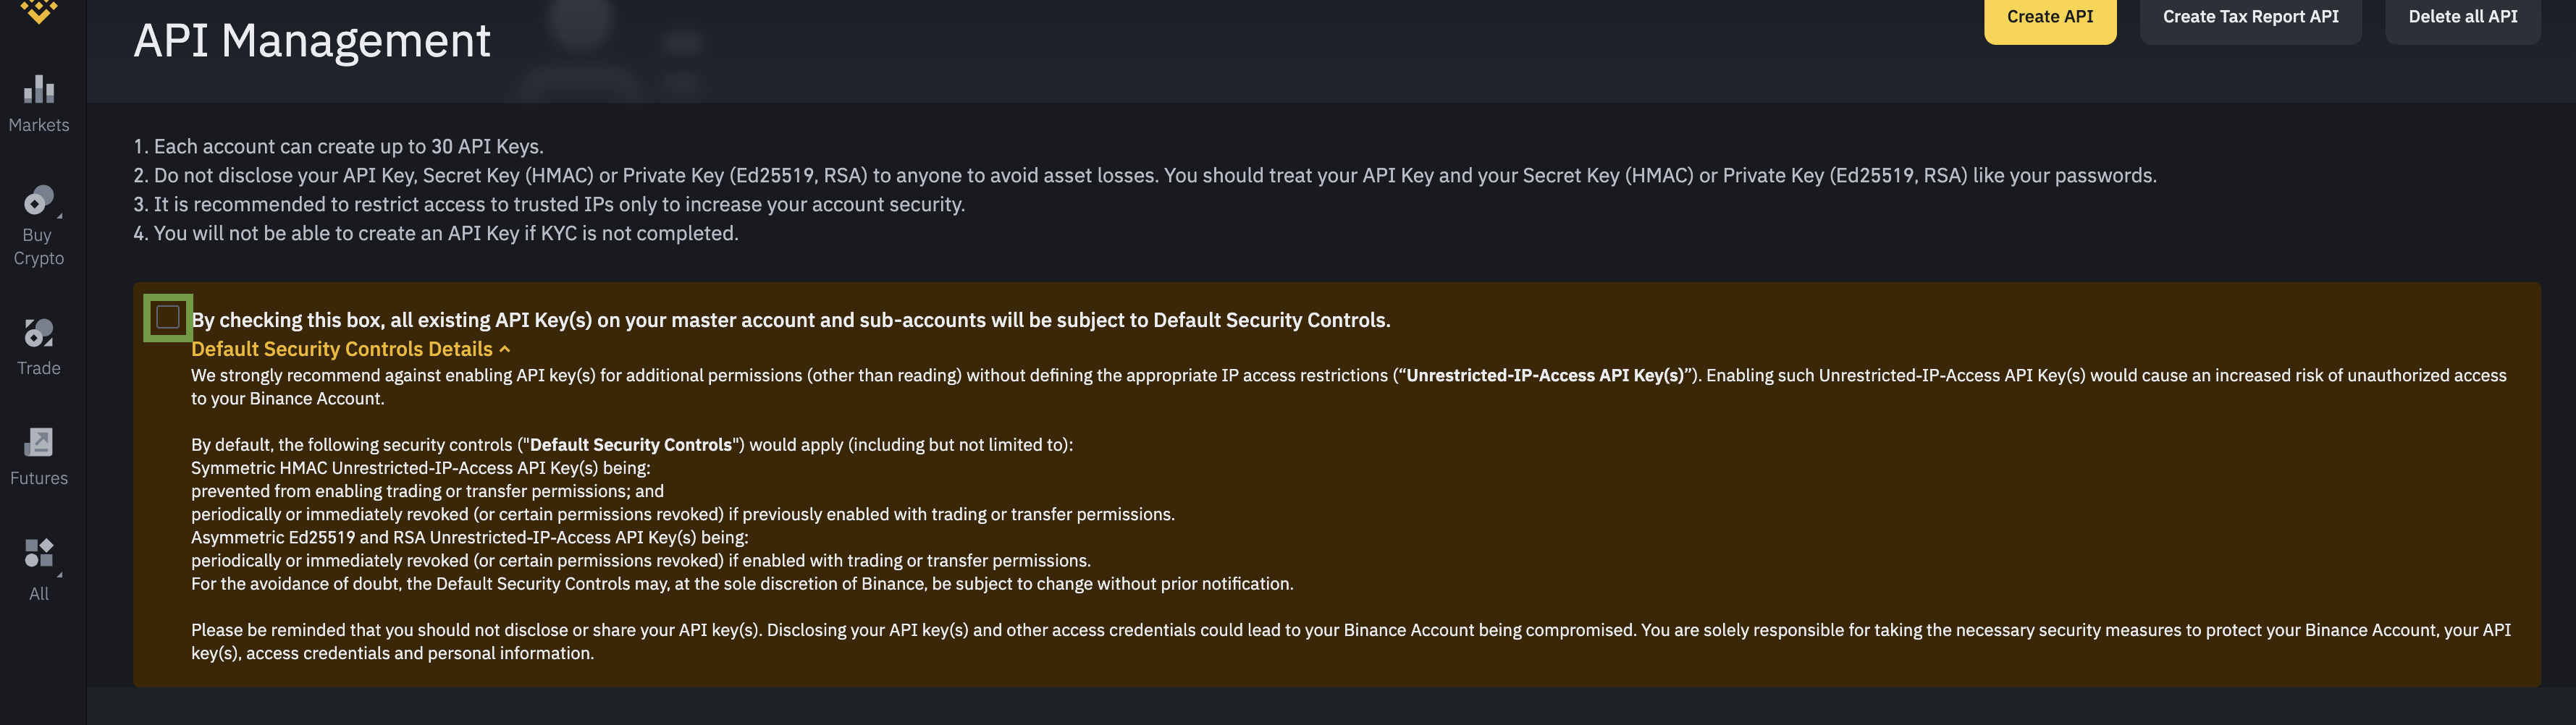 API Management
Create API
Create Tax Report API
Delete all API
Markets
Buy
Crypto
Trade
Futures
All
1. Each account can create up to 30 API Keys.
2. Do not disclose your API Key, Secret Key (HMAC) or Private Key (Ed25519, RSA) to anyone to avoid asset losses. You should treat your API Key and your Secret Key (HMAC) or Private Key (Ed25519, RSA) like your passwords.
3. It is recommended to restrict access to trusted IPs only to increase your account security.
4. You will not be able to create an API Key if KYC is not completed.
By checking this box, all existing API Key(s) on your master account and sub-accounts will be subject to Default Security Controls.
Default Security Controls Details
We strongly recommend against enabling API key(s) for additional permissions (other than reading) without defining the appropriate IP access restrictions (“Unrestricted-IP-Access API Key(s)”). Enabling such Unrestricted-IP-Access API Key(s) would cause an increased risk of unauthorized access
to your Binance Account.
By default, the following security controls ("Default Security Controls") would apply (including but not limited to):
Symmetric HMAC Unrestricted-IP-Access API Key(s) being:
prevented from enabling trading or transfer permissions; and
periodically or immediately revoked (or certain permissions revoked) if previously enabled with trading or transfer permissions.
Asymmetric Ed25519 and RSA Unrestricted-IP-Access API Key(s) being:
periodically or immediately revoked (or certain permissions revoked) if enabled with trading or transfer permissions.
For the avoidance of doubt, the Default Security Controls may, at the sole discretion of Binance, be subject to change without prior notification.
Please be reminded that you should not disclose or share your API key(s). Disclosing your API key(s) and other access credentials could lead to your Binance Account being compromised. You are solely responsible for taking the necessary security measures to protect your Binance Account, your API
key(s), access credentials and personal information.